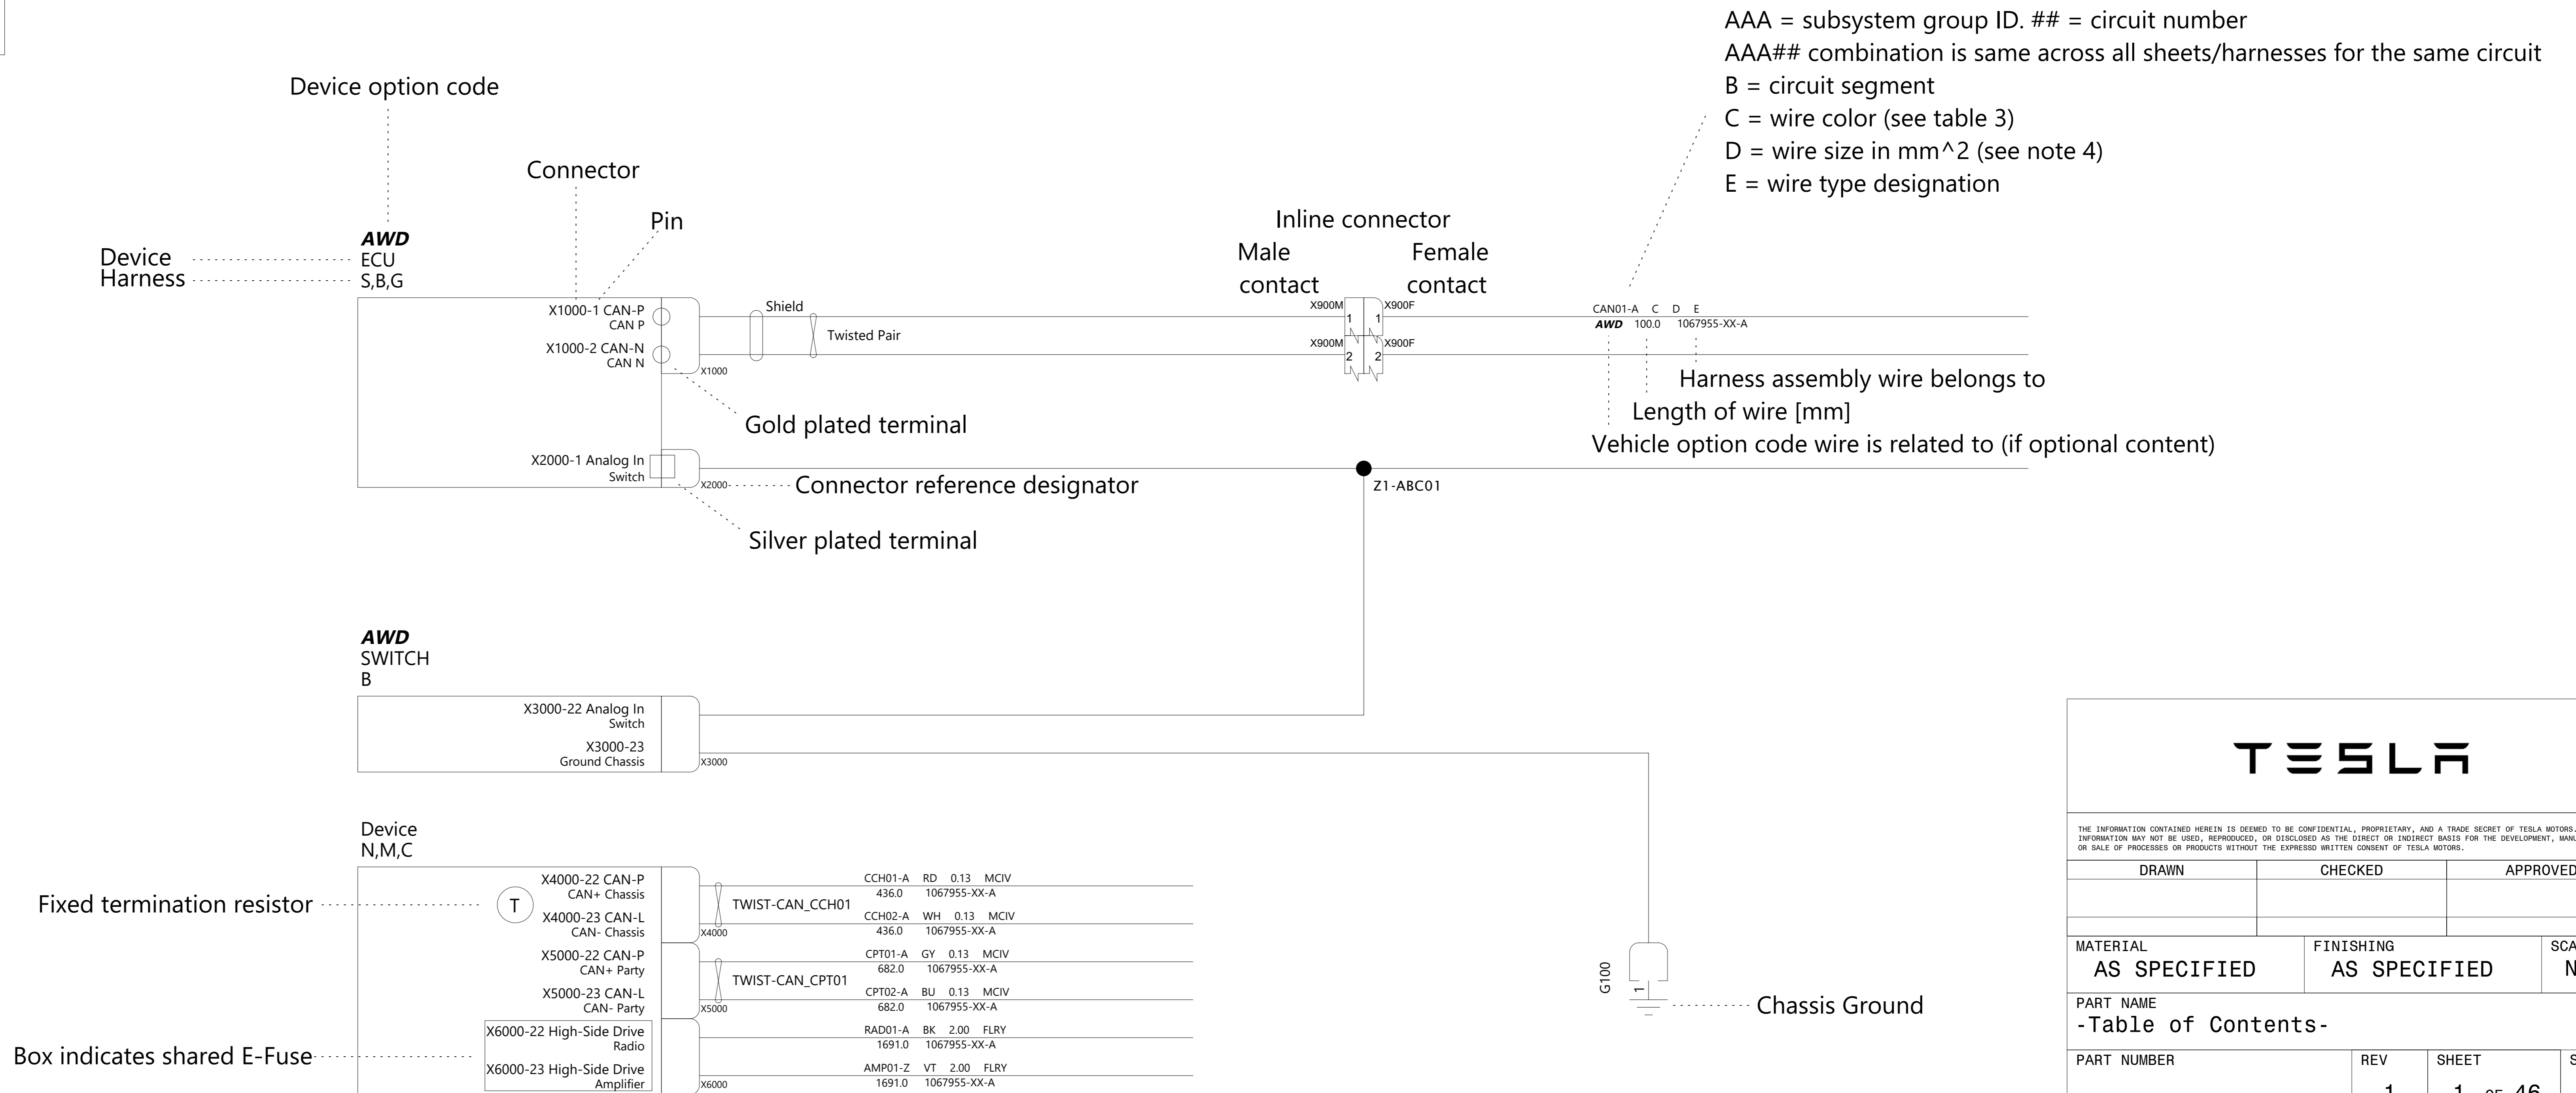 AAA = subsystem group ID. ## = circuit number
AAA## combination is same across all sheets/harnesses for the same circuit
B = circuit segment
C = wire color (see table 3)
D = wire size in mm^2 (see note 4)
E = wire type designation
Device option code
Connector
Pin
AWD
Device
ECU
Harness
S,B,G
Inline connector
Male
contact
Female
contact
X1000-1 CAN-P
CAN P
X1000-2 CAN-N
CAN N
X1000
Shield
Twisted Pair
X900M
1
1
X900F
X900M
2
2
X900F
CAN01-A C D E
AWD 100.0 1067955-XX-A
Harness assembly wire belongs to
Length of wire [mm]
Vehicle option code wire is related to (if optional content)
Gold plated terminal
X2000-1 Analog In
Switch
X2000
Connector reference designator
Z1-ABC01
Silver plated terminal
AWD
SWITCH
B
X3000-22 Analog In
Switch
X3000-23
Ground Chassis
X3000
Device
N,M,C
Fixed termination resistor
T
X4000-22 CAN-P
CAN+ Chassis
X4000-23 CAN-L
CAN- Chassis
X4000
TWIST-CAN_CCH01
CCH01-A RD 0.13 MCIV
436.0 1067955-XX-A
CCH02-A WH 0.13 MCIV
436.0 1067955-XX-A
X5000-22 CAN-P
CAN+ Party
X5000-23 CAN-L
CAN- Party
X5000
TWIST-CAN_CPT01
CPT01-A GY 0.13 MCIV
682.0 1067955-XX-A
CPT02-A BU 0.13 MCIV
682.0 1067955-XX-A
Box indicates shared E-Fuse
X6000-22 High-Side Drive
Radio
X6000-23 High-Side Drive
Amplifier
X6000
RAD01-A BK 2.00 FLRY
1691.0 1067955-XX-A
AMP01-Z VT 2.00 FLRY
1691.0 1067955-XX-A
G100
1
Chassis Ground
TESLA
THE INFORMATION CONTAINED HEREIN IS DEEMED TO BE CONFIDENTIAL, PROPRIETARY, AND A TRADE SECRET OF TESLA MOTORS.
INFORMATION MAY NOT BE USED, REPRODUCED, OR DISCLOSED AS THE DIRECT OR INDIRECT BASIS FOR THE DEVELOPMENT, MANU
OR SALE OF PROCESSES OR PRODUCTS WITHOUT THE EXPRESSD WRITTEN CONSENT OF TESLA MOTORS.
DRAWN CHECKED APPROVED
MATERIAL
AS SPECIFIED
FINISHING
AS SPECIFIED
SCA
N
PART NAME
-Table of Contents-
PART NUMBER REV SHEET S
1 1 OF 46